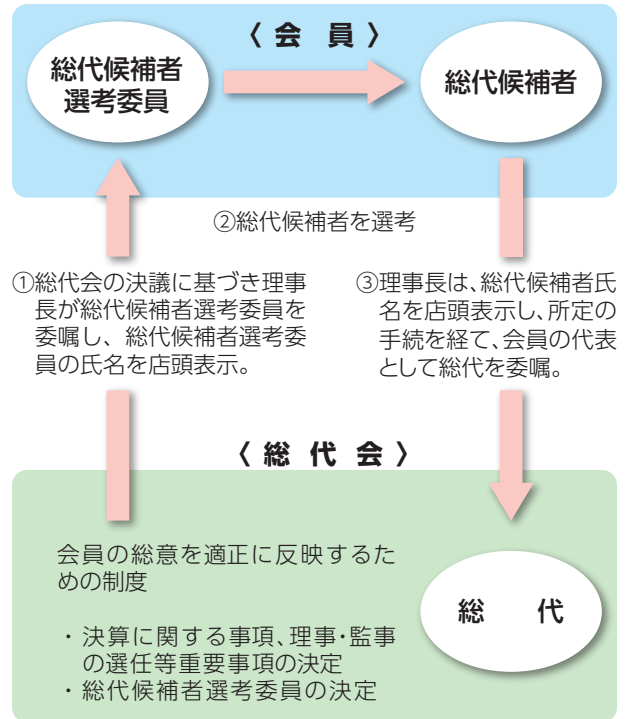 〈 会　員 〉
総代候補者
選考委員
総代候補者
②総代候補者を選考
①総代会の決議に基づき理事
長が総代候補者選考委員を
委嘱し、総代候補者選考委
員の氏名を店頭表示。
③理事長は、総代候補者氏
名を店頭表示し、所定の
手続を経て、会員の代表
として総代を委嘱。
〈 総 代 会 〉
会員の総意を適正に反映するた
めの制度
・決算に関する事項、理事・監事
の選任等重要事項の決定
・総代候補者選考委員の決定
総　代